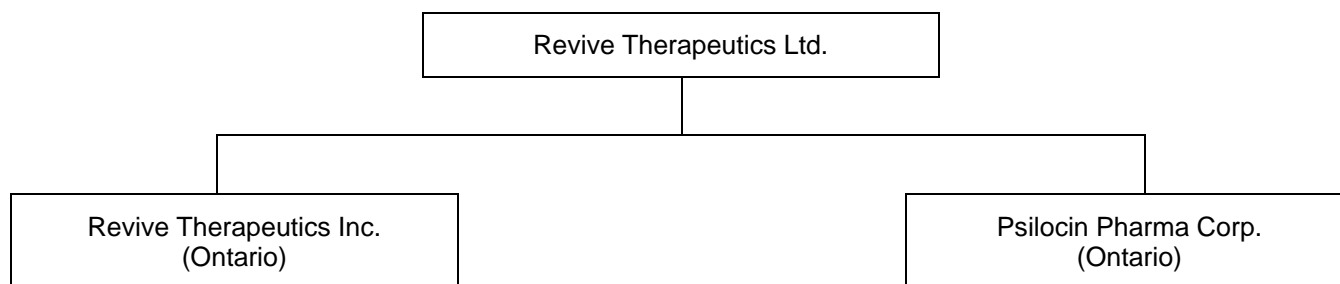 Revive Therapeutics Ltd.
Revive Therapeutics Inc.
(Ontario)
Psilocin Pharma Corp.
(Ontario)